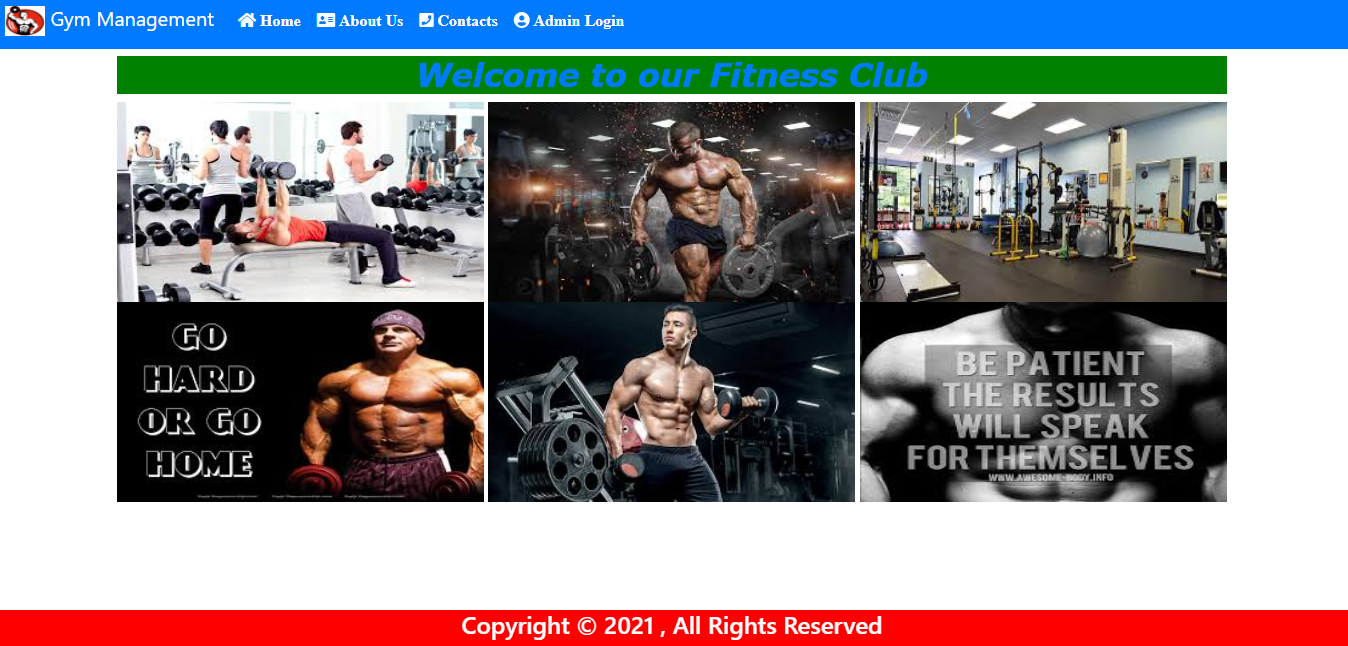 Gym Management Home About Us Contacts Admin Login
Welcome to our Fitness Club
GO
HARD
OR GO
HOME
BE PATIENT
THE RESULTS
WILL SPEAK
FOR THEMSELVES
WWW.AWESOME-BODY.INFO
Copyright © 2021 , All Rights Reserved